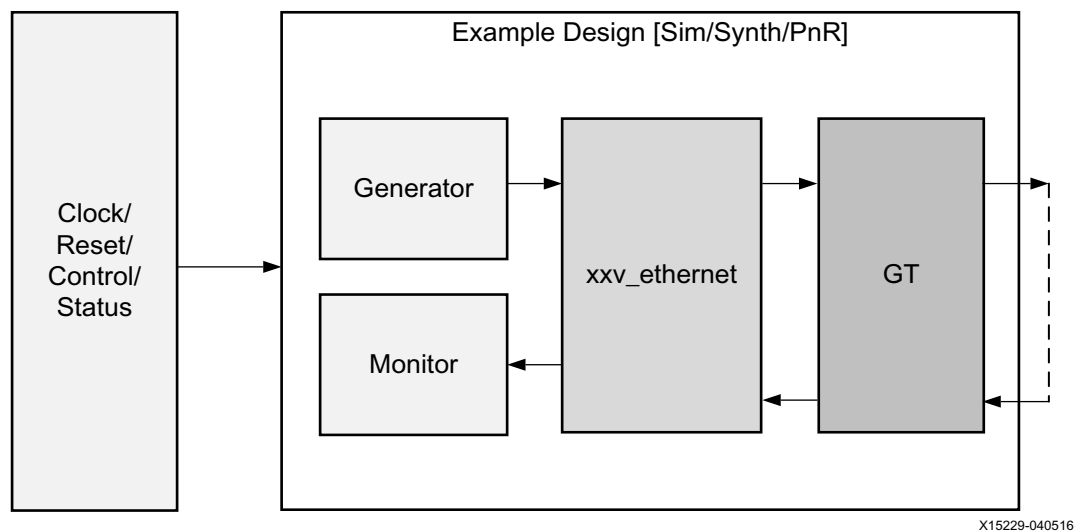 Example Design [Sim/Synth/PnR]
Clock/
Reset/
Control/
Status
Generator
Monitor
xxv_ethernet
GT
X15229-040516